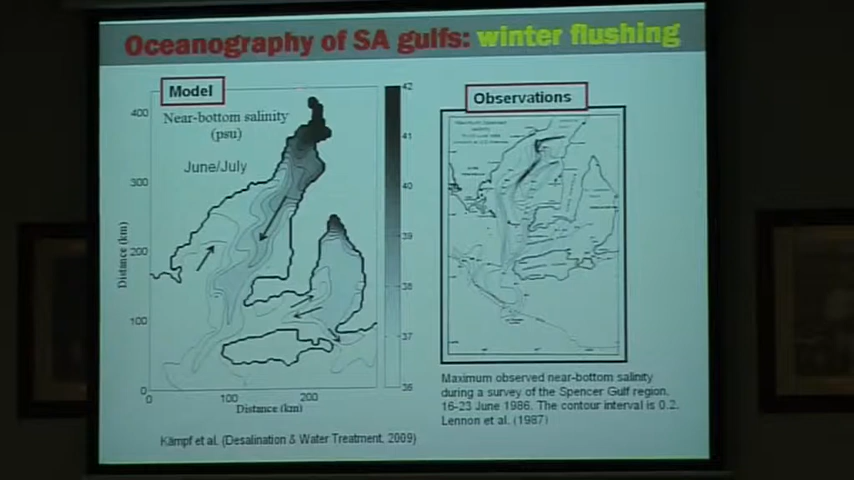 Oceanography of SA gulfs: winter flushing
Model
Near-bottom salinity
(psu)
June/July
400
300
200
100
0
Distance (km)
0
100
200
Distance (km)
42
41
40
39
38
37
36
Kämpf et al. (Desalination & Water Treatment, 2009)
Observations
Maximum observed near-bottom salinity
during a survey of the Spencer Gulf region,
16-23 June 1986. The contour interval is 0.2.
Lennon et al. (1987)